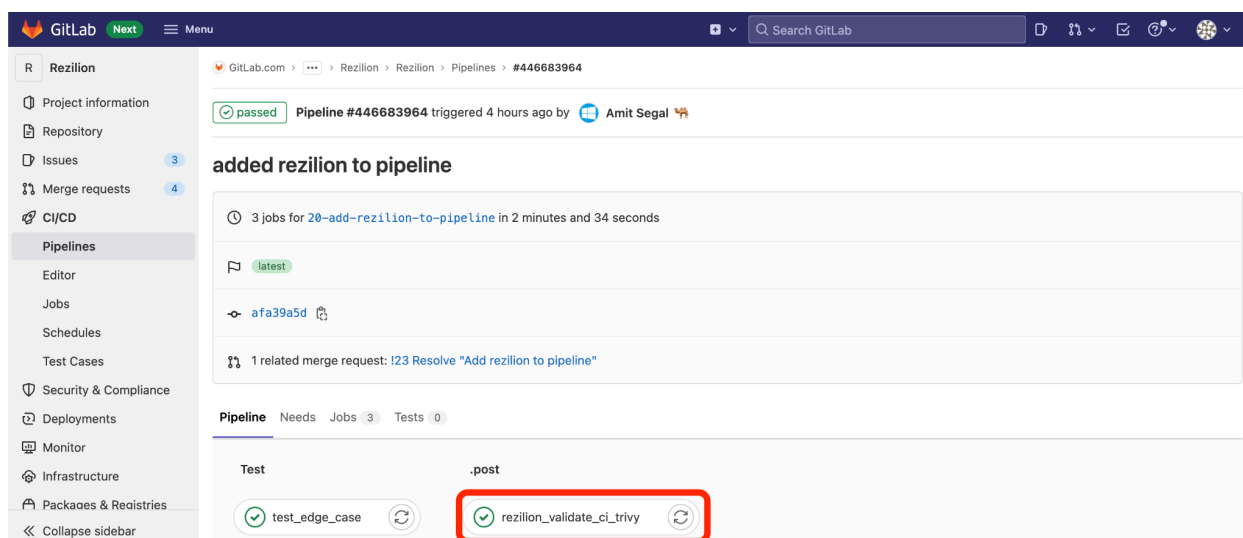 GitLab Next Menu Search GitLab
R Rezilion
GitLab.com > ... > Rezilion > Rezilion > Pipelines > #446683964
Project information
passed Pipeline #446683964 triggered 4 hours ago by Amit Segal
Repository
Issues 3
added rezilion to pipeline
Merge requests 4
CI/CD
3 jobs for 20-add-rezilion-to-pipeline in 2 minutes and 34 seconds
Pipelines
latest
Editor
Jobs
afa39a5d
Schedules
Test Cases
1 related merge request: !23 Resolve "Add rezilion to pipeline"
Security & Compliance
Deployments
Pipeline Needs Jobs 3 Tests 0
Monitor
Infrastructure
Test .post
Packages & Registries
test_edge_case rezilion_validate_ci_trivy
Collapse sidebar